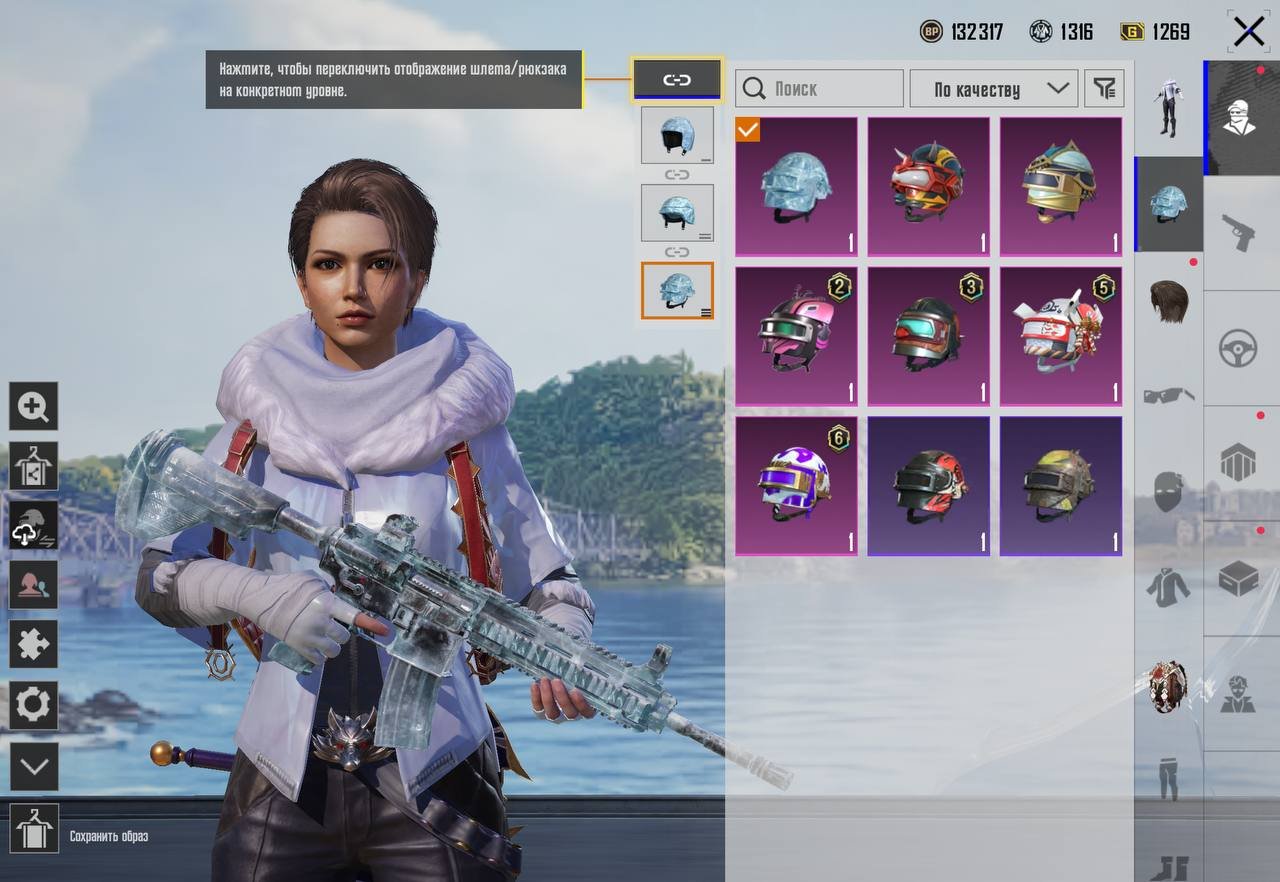 BP 132317 1316 G 1269
Нажмите, чтобы переключить отображение шлема/рюкзака
на конкретном уровне.
Поиск
По качеству
1 1 1
2 3 5
1 1 1
6
1 1 1
Сохранить образ